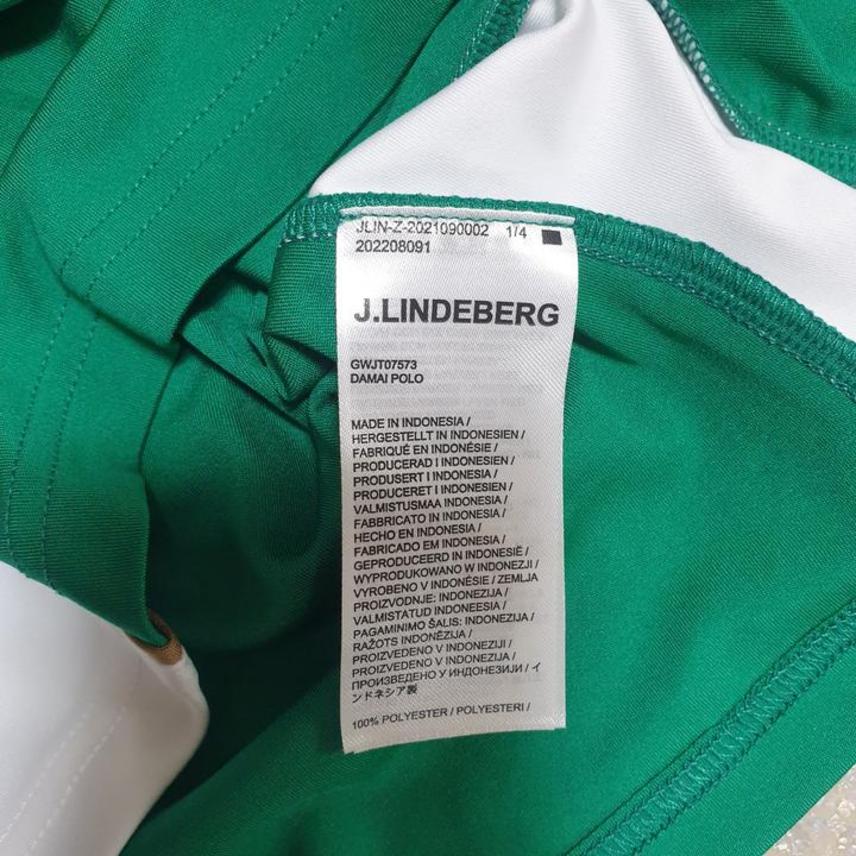 JLIN-Z-2021090002 1/4
202208091
J.LINDEBERG
GWJT07573
DAMAI POLO
MADE IN INDONESIA /
HERGESTELLT IN INDONESIEN /
FABRIQUÉ EN INDONÉSIE /
PRODUCERAD I INDONESIEN /
PRODUSERT I INDONESIA /
PRODUCERET I INDONESIEN /
VALMISTUSMAA INDONESIA /
FABBRICATO IN INDONESIA /
HECHO EN INDONESIA /
FABRICADO EM INDONESIA /
GEPRODUCEERD IN INDONESIË /
WYPRODUKOWANO W INDONEZJI /
VYROBENO V INDONÉSIE / ZEMLJA
PROIZVODNJE: INDONEZIJA /
VALMISTATUD INDONEESIA /
PAGAMINIMO ŠALIS: INDONEZIJA /
RAŽOTS INDONĒZIJA /
PROIZVEDENO V INDONEZIJI /
PROIZVEDENO V INDONEZIJA /
ПРОИЗВЕДЕНО У ИНДОНЕЗИЈИ / イ
ンドネシア製
100% POLYESTER / POLYESTERI /